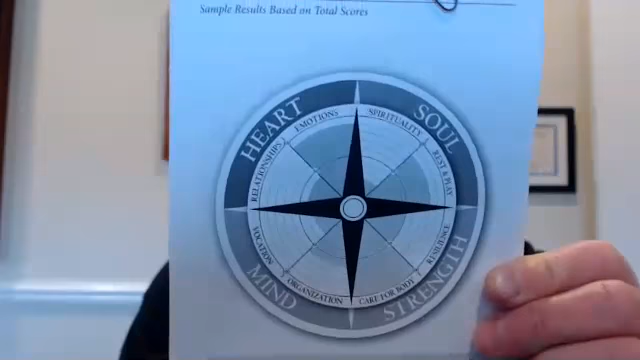 Sample Results Based on Total Scores
HEART
SOUL
EMOTIONS
SPIRITUALITY
RELATIONSHIPS
REST & PLAY
VOCATION
RESILIENCE
ORGANIZATION
CARE FOR BODY
MIND
STRENGTH